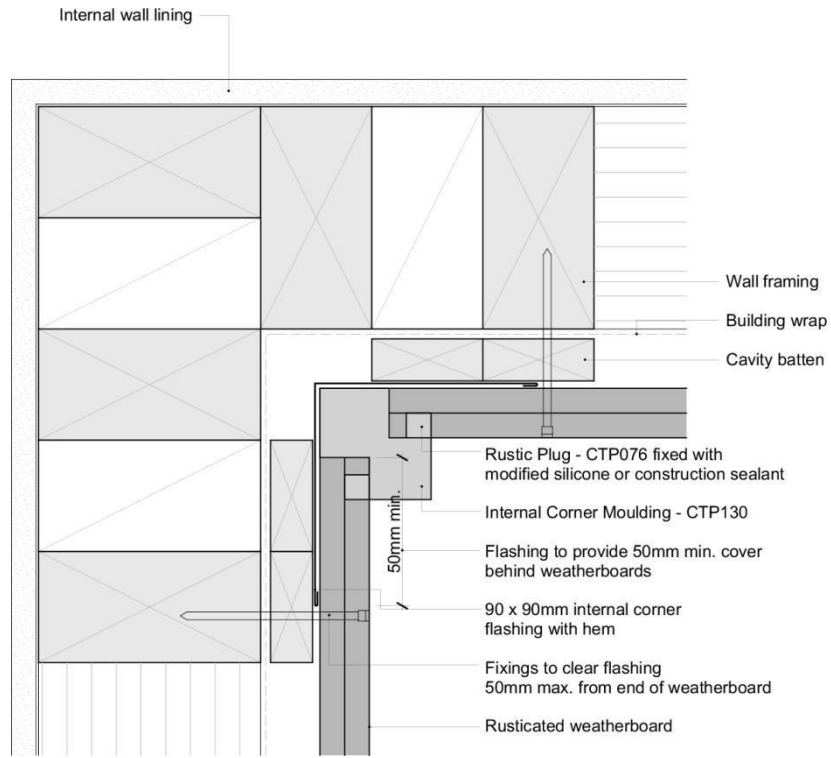 Internal wall lining
Wall framing
Building wrap
Cavity batten
Rustic Plug - CTP076 fixed with
modified silicone or construction sealant
Internal Corner Moulding - CTP130
50mm min.
Flashing to provide 50mm min. cover
behind weatherboards
90 x 90mm internal corner
flashing with hem
Fixings to clear flashing
50mm max. from end of weatherboard
Rusticated weatherboard